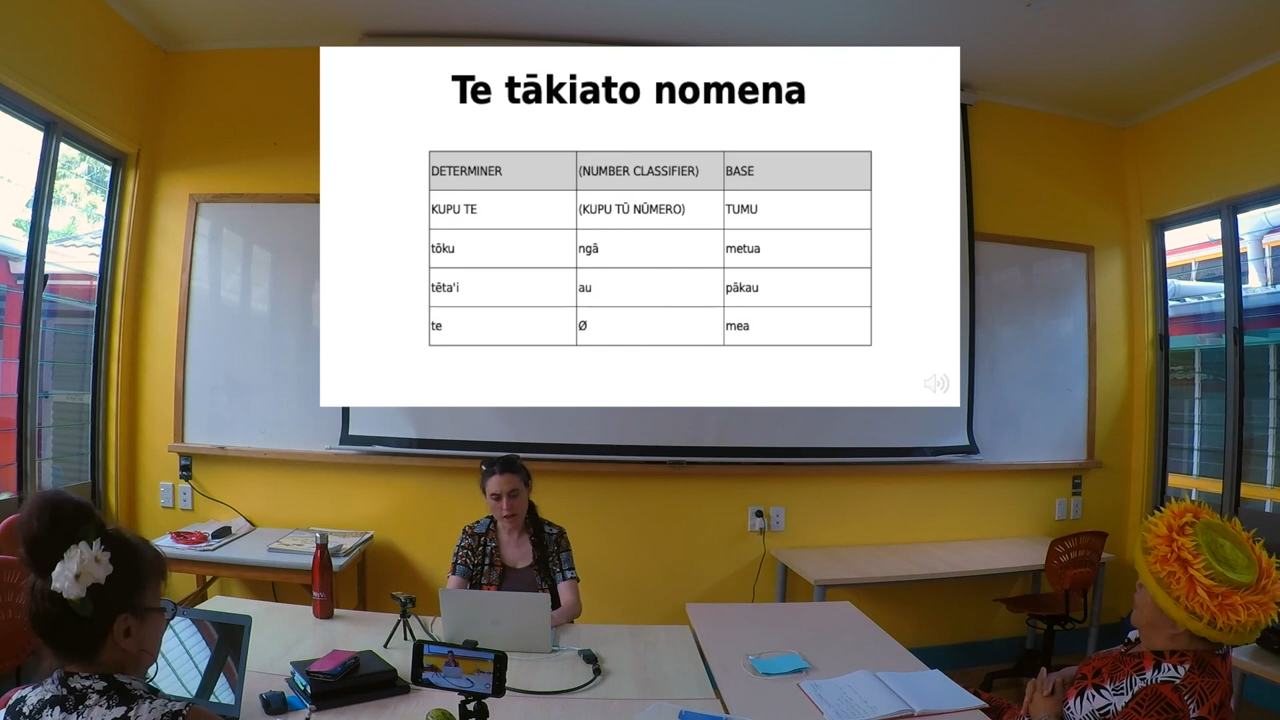 Te tākiato nomena
DETERMINER (NUMBER CLASSIFIER) BASE
KUPU TE (KUPU TŪ NŪMERO) TUMU
tōku ngā metua
tēta'i au pākau
te Ø mea